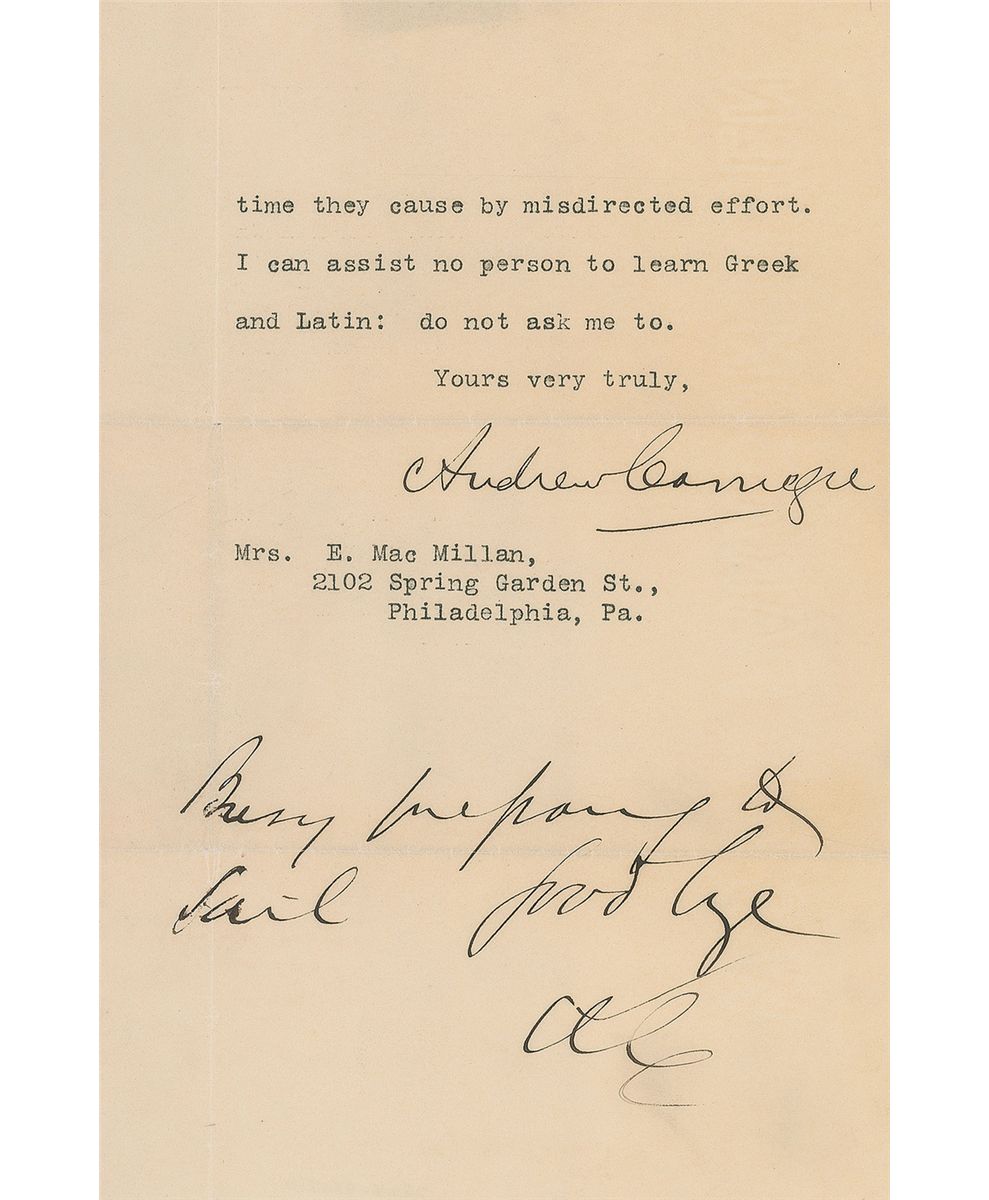 time they cause by misdirected effort.
I can assist no person to learn Greek
and Latin: do not ask me to.
Yours very truly,
Andrew Carnegie
Mrs. E. Mac Millan,
2102 Spring Garden St.,
Philadelphia, Pa.
Busy preparing to
sail Good bye
AC